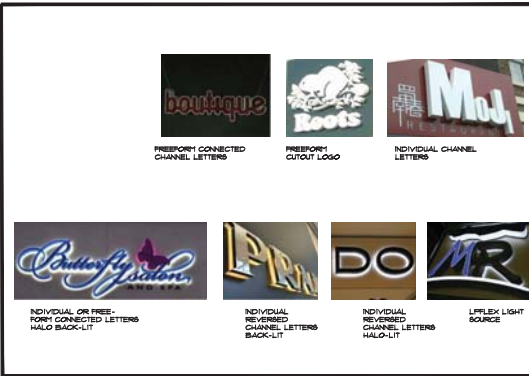 boutique
Roots
MOJI
RESTAURANT
FREEFORM CONNECTED
CHANNEL LETTERS
FREEFORM
CUTOUT LOGO
INDIVIDUAL CHANNEL
LETTERS
Butterfly
salon
AND SPA
PRI
DO
MR
INDIVIDUAL OR FREE-
FORM CONNECTED LETTERS
HALO BACK-LIT
INDIVIDUAL
REVERSED
CHANNEL LETTERS
BACK-LIT
INDIVIDUAL
REVERSED
CHANNEL LETTERS
HALO-LIT
LPFLEX LIGHT
SOURCE